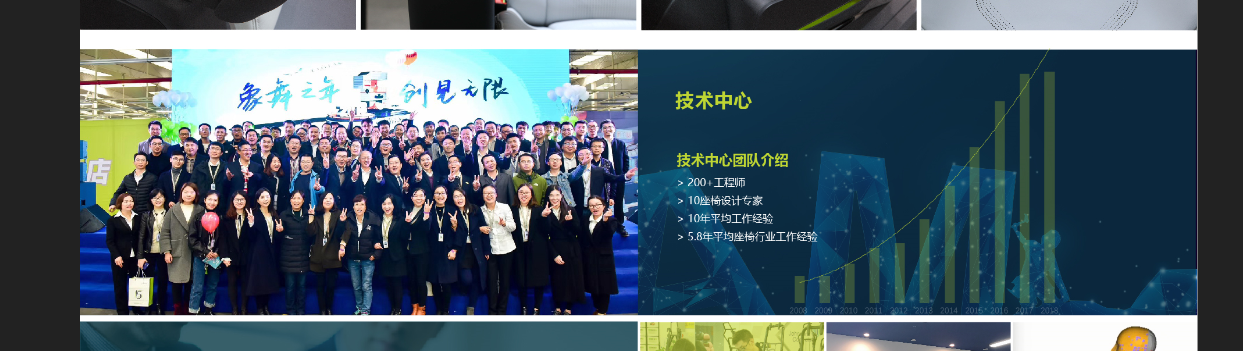 象舞之年 创见无限
店
技术中心
技术中心团队介绍
> 200+工程师
> 10座椅设计专家
> 10年平均工作经验
> 5.8年平均座椅行业工作经验
2008 2009 2010 2011 2012 2013 2014 2015 2016 2017 2018